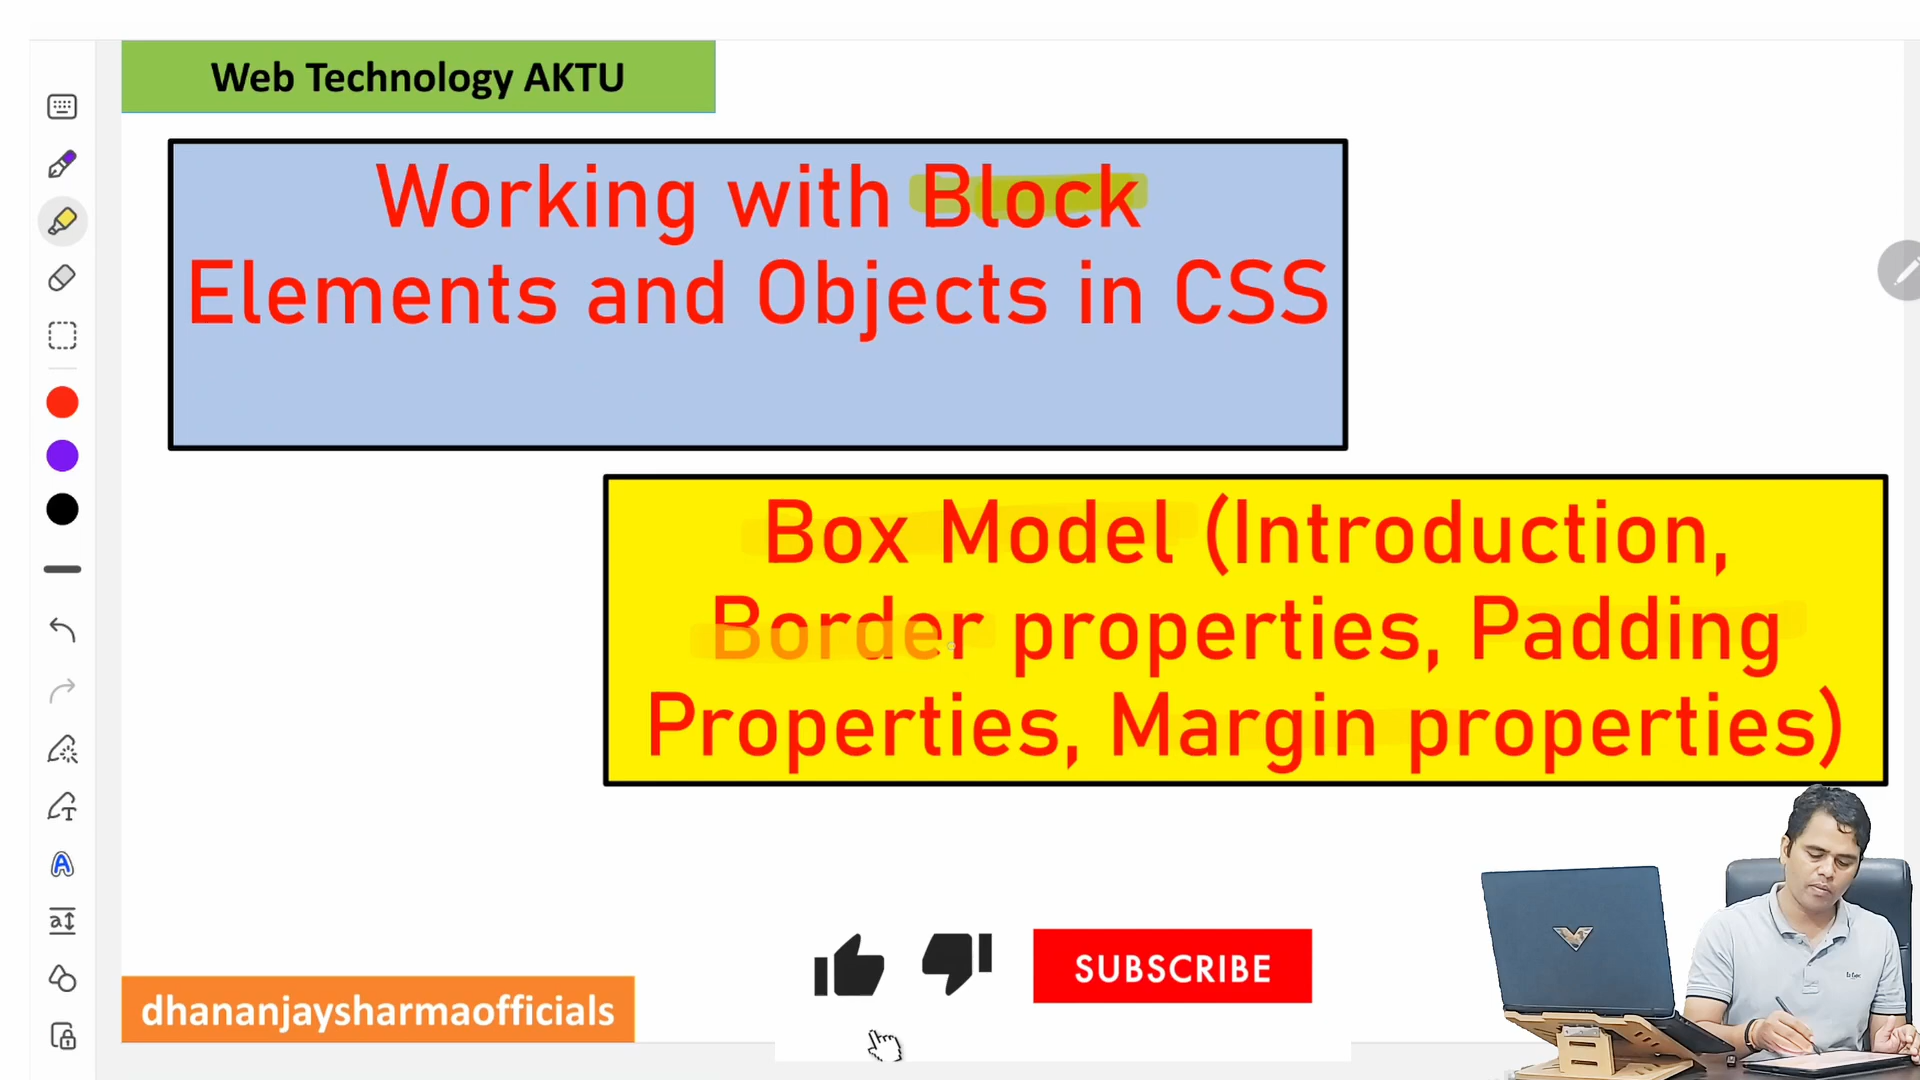 Web Technology AKTU
Working with Block
Elements and Objects in CSS
Box Model (Introduction,
Border properties, Padding
Properties, Margin properties)
SUBSCRIBE
dhananjaysharmaofficials